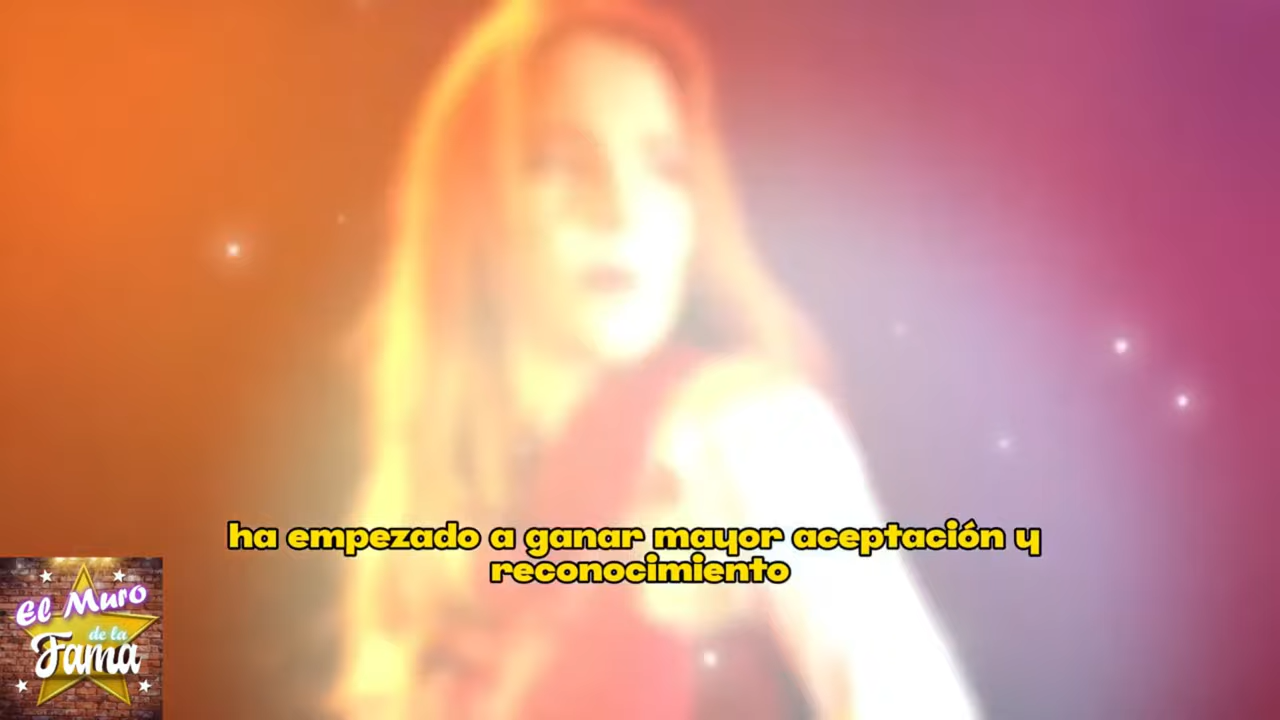 ha empezado a ganar mayor aceptación y
reconocimiento
El Muro
de la
Fama